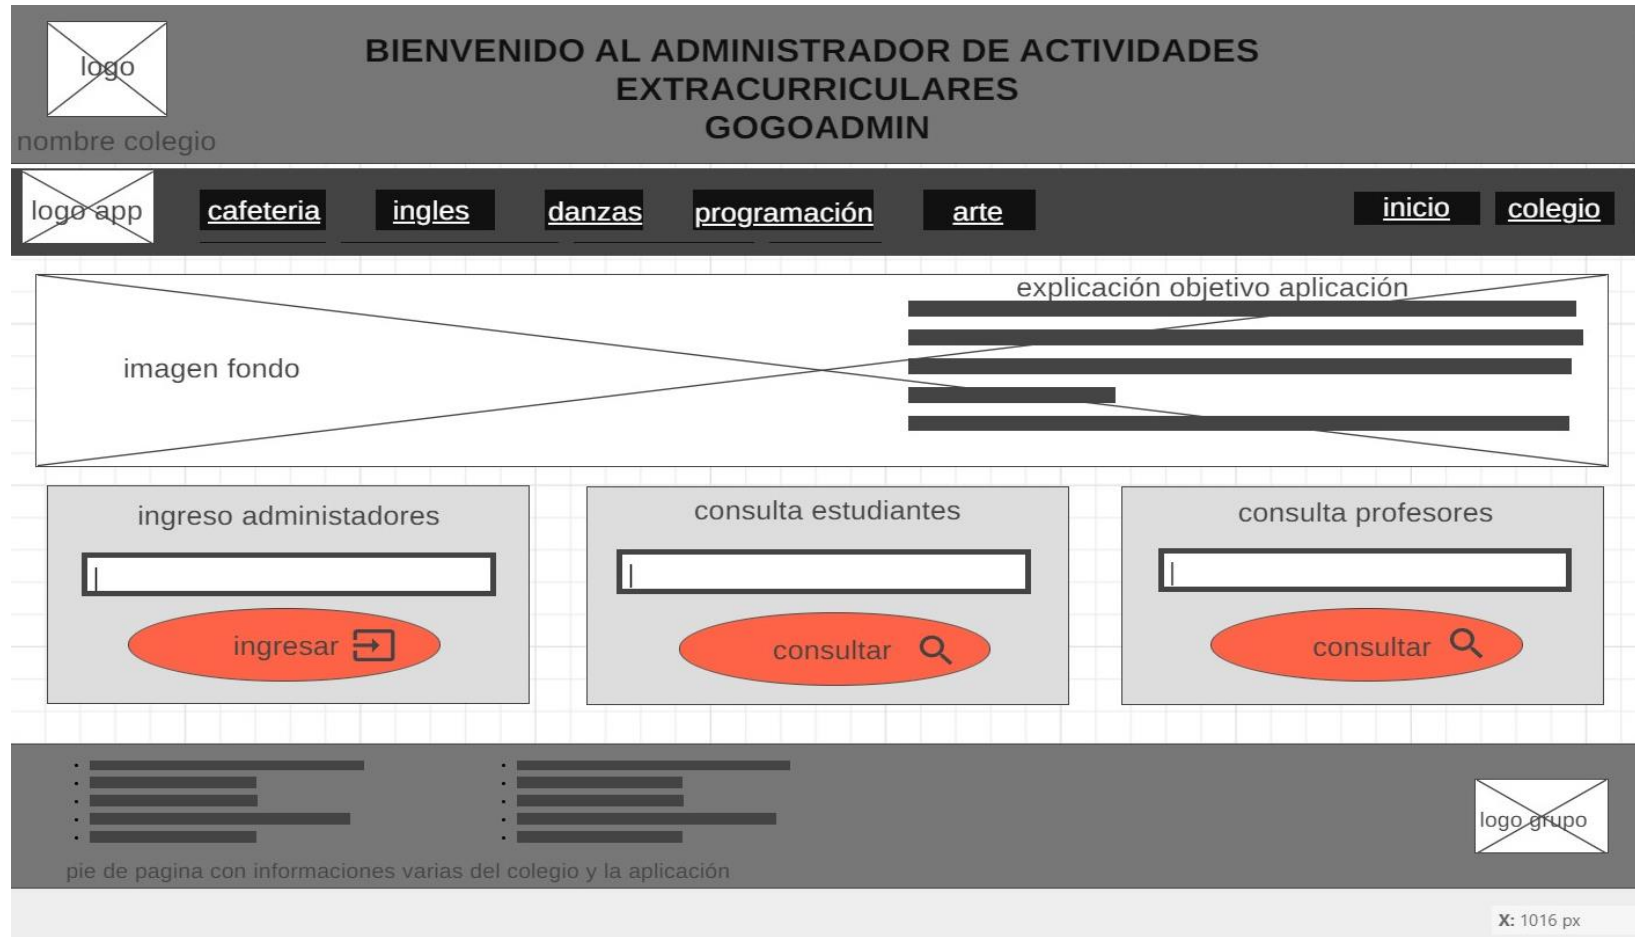 logo
nombre colegio
BIENVENIDO AL ADMINISTRADOR DE ACTIVIDADES
EXTRACURRICULARES
GOGOADMIN
logo app
cafeteria
ingles
danzas
programación
arte
inicio
colegio
imagen fondo
explicación objetivo aplicación
ingreso administadores
ingresar
consulta estudiantes
consultar
consulta profesores
consultar
pie de pagina con informaciones varias del colegio y la aplicación
logo grupo
X: 1016 px